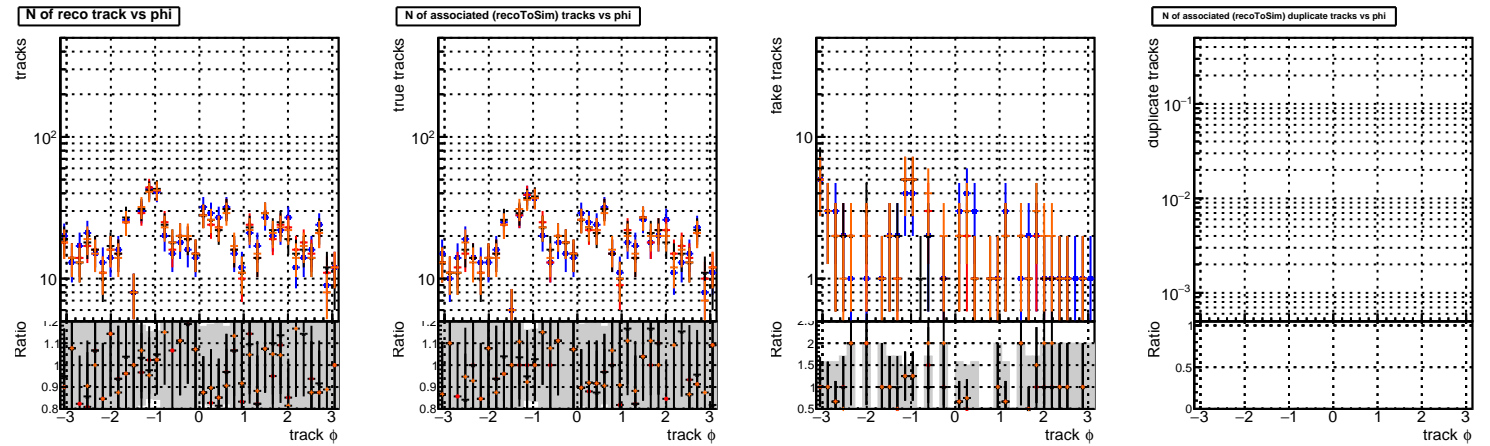 N of reco track vs phi
tracks
10²
10
Ratio
1.2
1.1
1
0.9
0.8
−3 −2 −1 0 1 2 3
track ϕ
N of associated (recoToSim) tracks vs phi
true tracks
10²
10
Ratio
1.2
1.1
1
0.9
0.8
−3 −2 −1 0 1 2 3
track ϕ
fake tracks
10
1
Ratio
2.5
2
1.5
1
0.5
−3 −2 −1 0 1 2 3
track ϕ
N of associated (recoToSim) duplicate tracks vs phi
duplicate tracks
10⁻¹
10⁻²
10⁻³
Ratio
1
0.5
0
−3 −2 −1 0 1 2 3
track ϕ